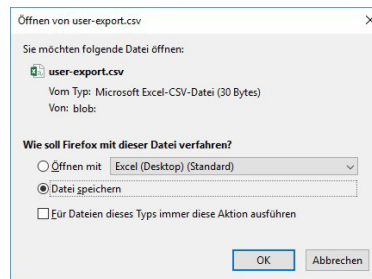 Öffnen von user-export.csv
Sie möchten folgende Datei öffnen:
user-export.csv
Vom Typ: Microsoft Excel-CSV-Datei (30 Bytes)
Von: blob:
Wie soll Firefox mit dieser Datei verfahren?
Öffnen mit Excel (Desktop) (Standard)
Datei speichern
Für Dateien dieses Typs immer diese Aktion ausführen
OK Abbrechen